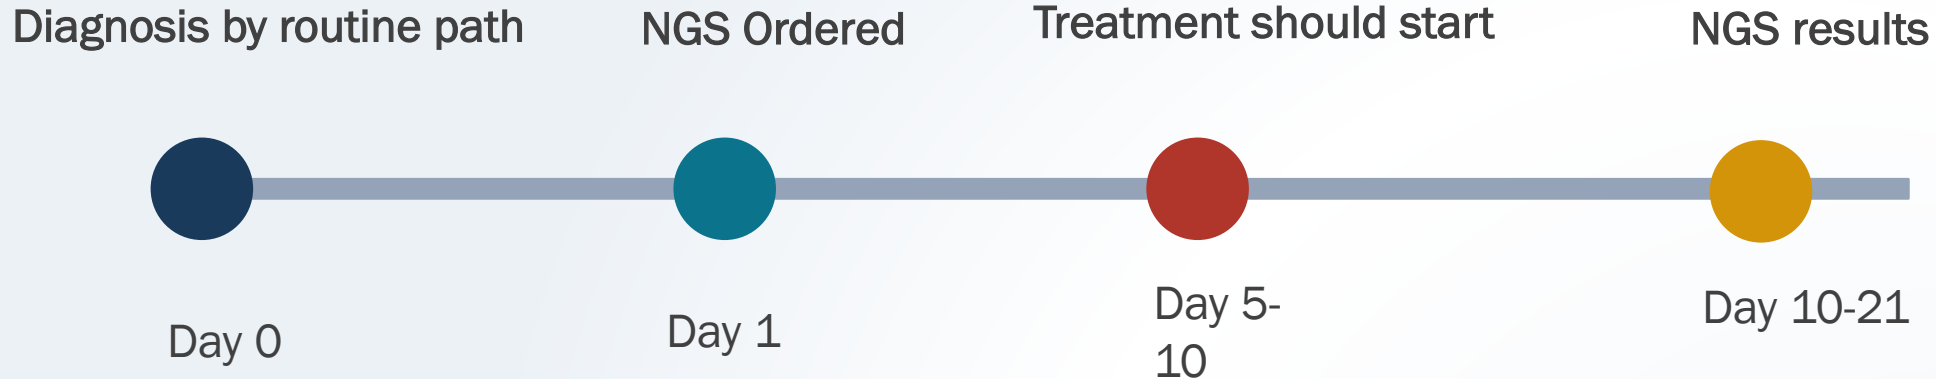 Diagnosis by routine path
NGS Ordered
Treatment should start
NGS results
Day 0
Day 1
Day 5-
10
Day 10-21